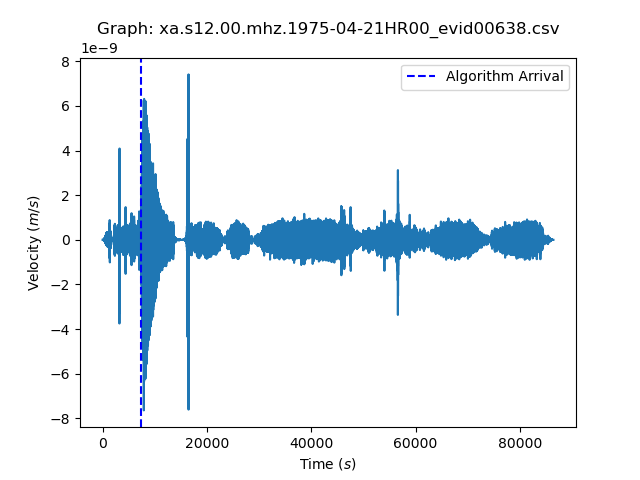 Graph: xa.s12.00.mhz.1975-04-21HR00_evid00638.csv
1e−9
Algorithm Arrival
8
6
4
2
0
−2
−4
−6
−8
Velocity (m/s)
0 20000 40000 60000 80000
Time (s)